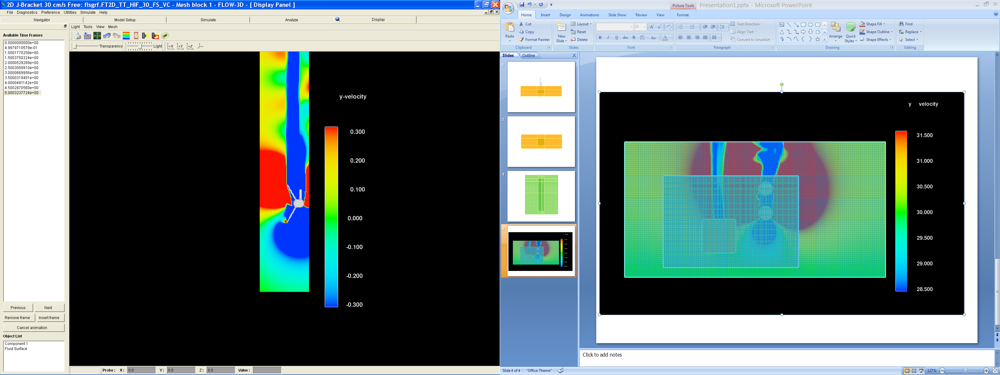 2D J-Bracket 30 cm/s Free: flsgrf.FT2D_TT_HIF_30_FS_VC - Mesh block 1 - FLOW-3D - [ Display Panel ]
File Diagnostics Preference Utilities Simulate Help
Navigator Model Setup Simulate Analyze Display
Available Time Frames
0.0000000000e+00
4.9979710579e-01
1.0001770258e+00
1.5003750324e+00
2.0000529289e+00
2.5003058910e+00
3.0000669956e+00
3.5000319481e+00
4.0000491142e+00
4.5002870560e+00
5.0003237724e+00
Previous Next
Remove frame Insert frame
Cancel animation
Object List
Component 1
Fluid Surface
Light Tools View Mesh
Transparency Light +X +Y +Z
y-velocity
0.300
0.200
0.100
0.000
-0.100
-0.200
-0.300
Probe: X: 0.0 Y: 0.0 Z: 0.0 Value:
Picture Tools Presentation1.pptx - Microsoft PowerPoint
Home Insert Design Animations Slide Show Review View Format
Paste
Cut
Copy
Format Painter
Clipboard
New Slide
Layout
Reset
Delete
Slides
32 A A
B I U abc S AV Aa A
Font
Text Direction
Align Text
Convert to SmartArt
Paragraph
Arrange
Quick Styles
Shape Fill
Shape Outline
Shape Effects
Drawing
Find
Replace
Select
Editing
Slides Outline
1
2
3
4
y velocity
31.500
31.000
30.500
30.000
29.500
29.000
28.500
Click to add notes
Slide 4 of 4 "Office Theme" 127%